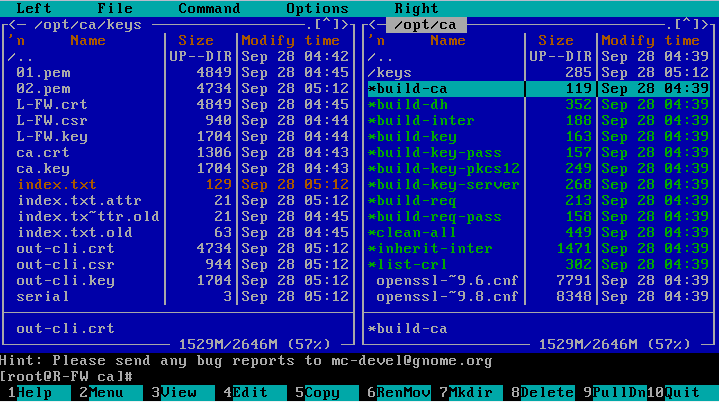 Left File Command Options Right
<─ /opt/ca/keys .[^]> <─ /opt/ca .[^]>
'n Name Size Modify time 'n Name Size Modify time
/.. UP--DIR Sep 28 04:42 /.. UP--DIR Sep 28 04:39
01.pem 4849 Sep 28 04:45 /keys 285 Sep 28 05:12
02.pem 4734 Sep 28 05:12 *build-ca 119 Sep 28 04:39
L-FW.crt 4849 Sep 28 04:45 *build-dh 352 Sep 28 04:39
L-FW.csr 940 Sep 28 04:44 *build-inter 188 Sep 28 04:39
L-FW.key 1704 Sep 28 04:44 *build-key 163 Sep 28 04:39
ca.crt 1306 Sep 28 04:43 *build-key-pass 157 Sep 28 04:39
ca.key 1704 Sep 28 04:43 *build-key-pkcs12 249 Sep 28 04:39
index.txt 129 Sep 28 05:12 *build-key-server 268 Sep 28 04:39
index.txt.attr 21 Sep 28 05:12 *build-req 213 Sep 28 04:39
index.tx~ttr.old 21 Sep 28 04:45 *build-req-pass 158 Sep 28 04:39
index.txt.old 63 Sep 28 04:45 *clean-all 449 Sep 28 04:39
out-cli.crt 4734 Sep 28 05:12 *inherit-inter 1471 Sep 28 04:39
out-cli.csr 944 Sep 28 05:12 *list-crl 302 Sep 28 04:39
out-cli.key 1704 Sep 28 05:12 openssl-~9.6.cnf 7791 Sep 28 04:39
serial 3 Sep 28 05:12 openssl-~9.8.cnf 8348 Sep 28 04:39
out-cli.crt *build-ca
1529M/2646M (57%) 1529M/2646M (57%)
Hint: Please send any bug reports to mc-devel@gnome.org
[root@R-FW ca]#
1Help 2Menu 3View 4Edit 5Copy 6RenMov 7Mkdir 8Delete 9PullDn 10Quit